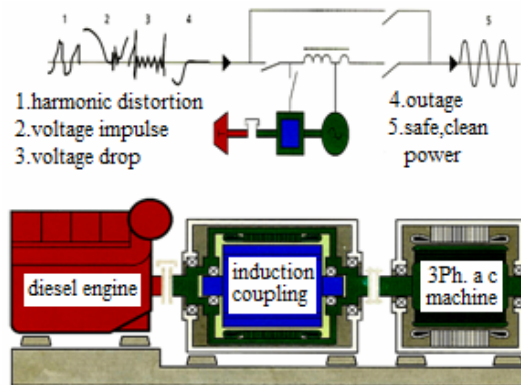 1 2 3 4 5
1.harmonic distortion
2.voltage impulse
3.voltage drop
4.outage
5.safe,clean
power
diesel engine
induction
coupling
3Ph. a c
machine